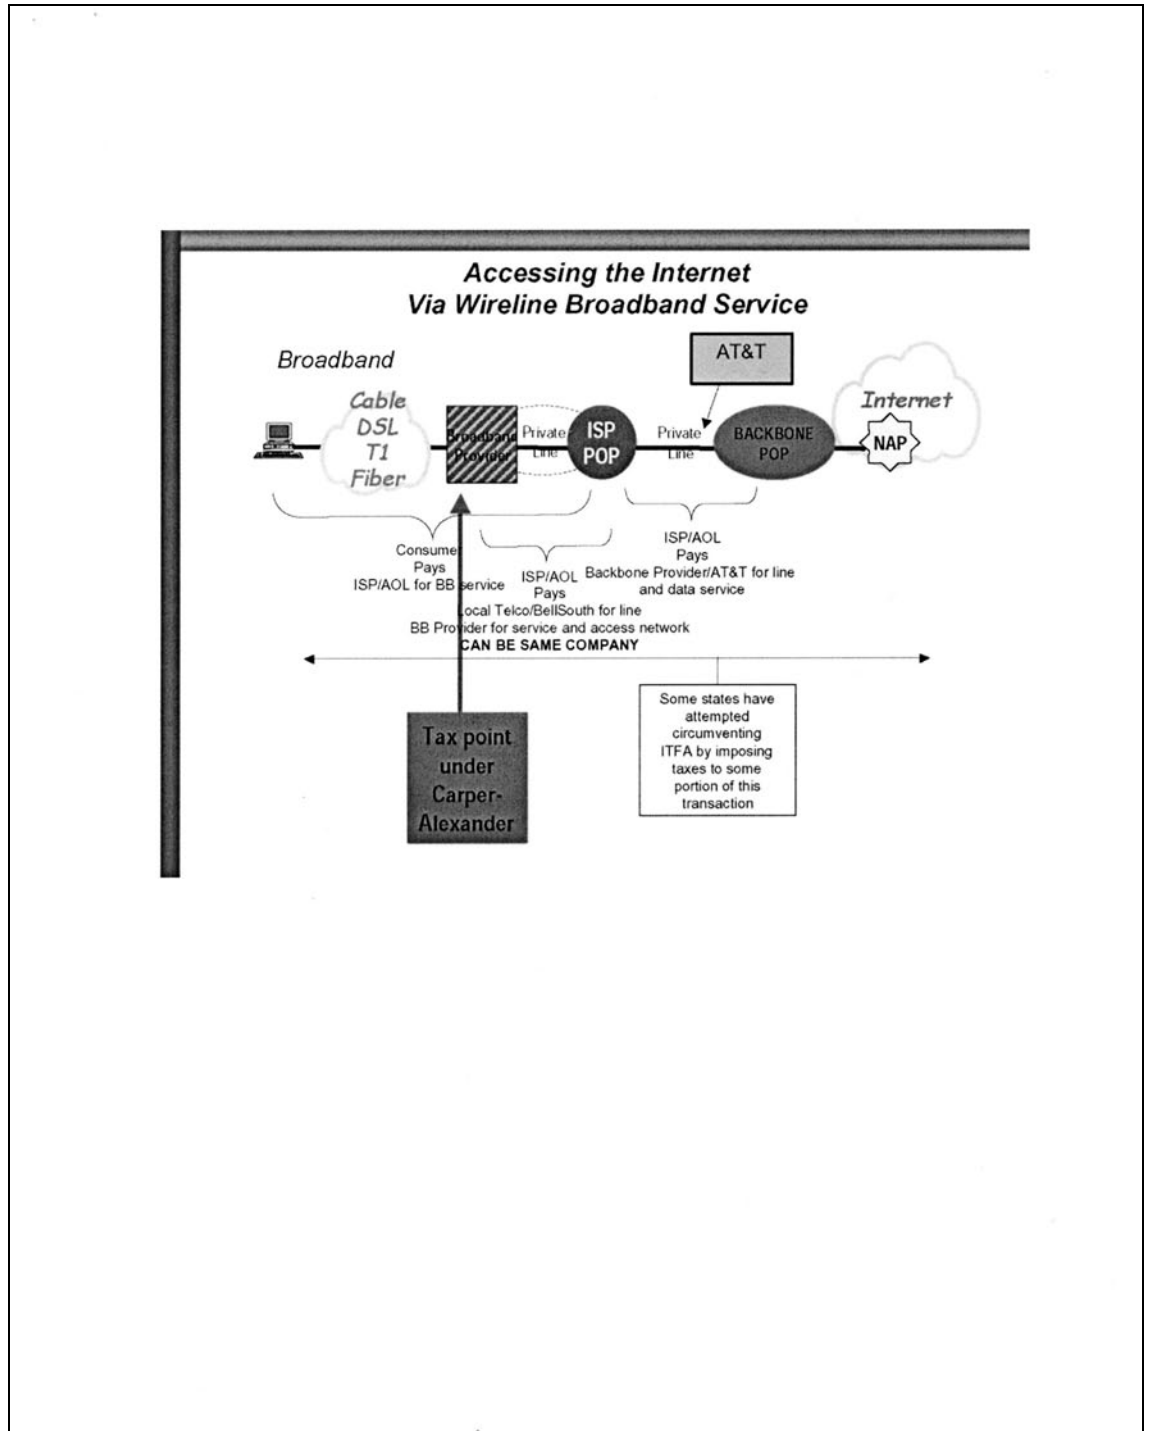 Accessing the Internet
Via Wireline Broadband Service
Broadband
AT&T
Cable
DSL
T1
Fiber
Broadband
Provider
Private
Line
ISP
POP
Private
Line
BACKBONE
POP
Internet
NAP
Consume
Pays
ISP/AOL for BB service
ISP/AOL
Pays
Local Telco/BellSouth for line
BB Provider for service and access network
CAN BE SAME COMPANY
ISP/AOL
Pays
Backbone Provider/AT&T for line
and data service
Tax point
under
Carper-
Alexander
Some states have
attempted
circumventing
ITFA by imposing
taxes to some
portion of this
transaction